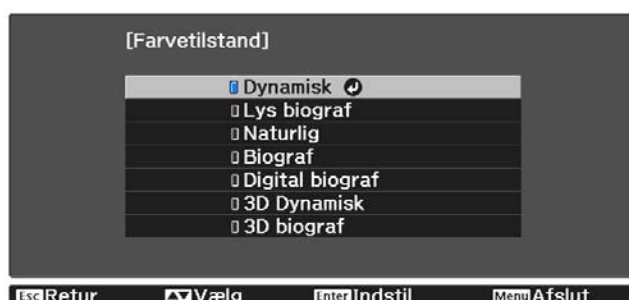 [Farvetilstand]
Dynamisk
Lys biograf
Naturlig
Biograf
Digital biograf
3D Dynamisk
3D biograf
Esc Retur Vælg Enter Indstil Menu Afslut